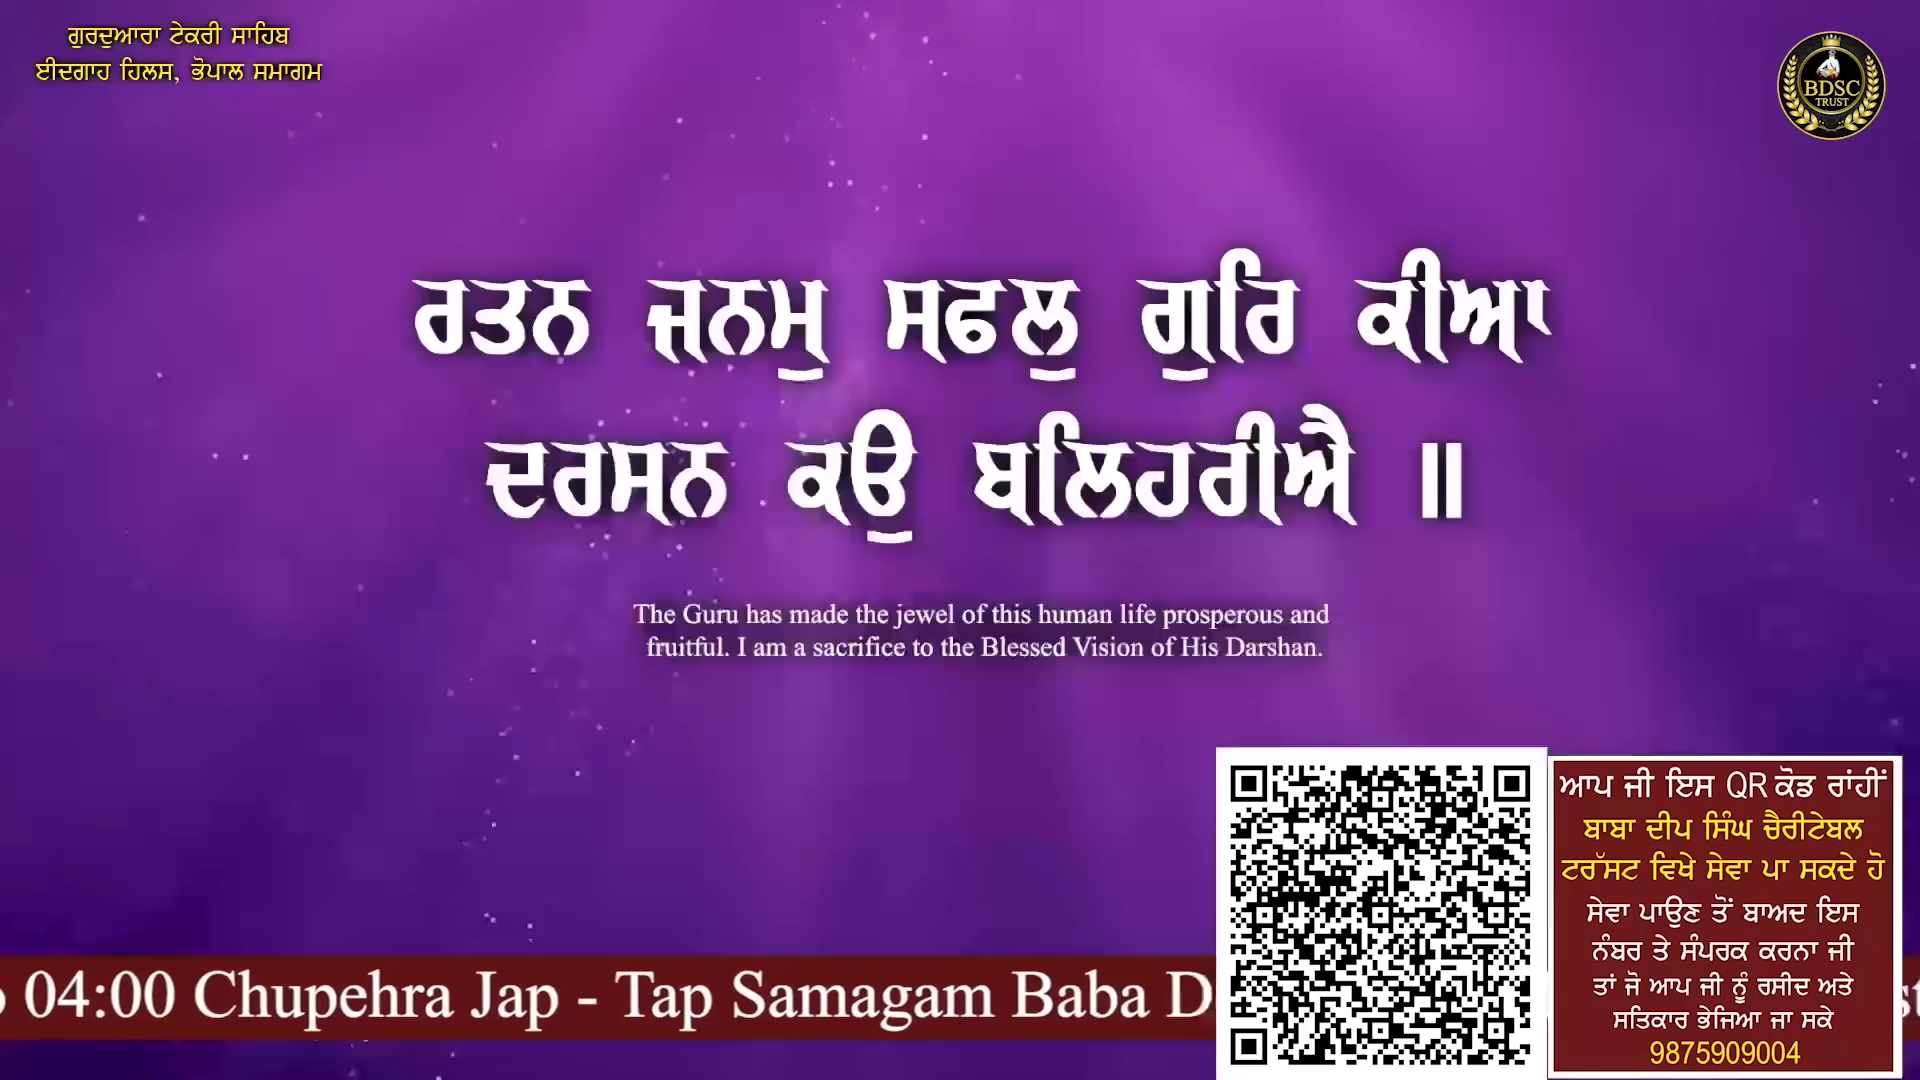 ਗੁਰਦੁਆਰਾ ਟੇਕਰੀ ਸਾਹਿਬ
ਈਦਗਾਹ ਹਿਲਸ, ਭੋਪਾਲ ਸਮਾਗਮ
BDSC
TRUST
ਰਤਨ ਜਨਮੁ ਸਫਲੁ ਗੁਰਿ ਕੀਆ
ਦਰਸਨ ਕਉ ਬਲਿਹਰੀਐ ॥
The Guru has made the jewel of this human life prosperous and
fruitful. I am a sacrifice to the Blessed Vision of His Darshan.
ਆਪ ਜੀ ਇਸ QR ਕੋਡ ਰਾਂਹੀਂ
ਬਾਬਾ ਦੀਪ ਸਿੰਘ ਚੈਰੀਟੇਬਲ
ਟਰੱਸਟ ਵਿਖੇ ਸੇਵਾ ਪਾ ਸਕਦੇ ਹੋ
ਸੇਵਾ ਪਾਉਣ ਤੋਂ ਬਾਅਦ ਇਸ
ਨੰਬਰ ਤੇ ਸੰਪਰਕ ਕਰਨਾ ਜੀ
ਤਾਂ ਜੋ ਆਪ ਜੀ ਨੂੰ ਰਸੀਦ ਅਤੇ
ਸਤਿਕਾਰ ਭੇਜਿਆ ਜਾ ਸਕੇ
9875909004
04:00 Chupehra Jap - Tap Samagam Baba D